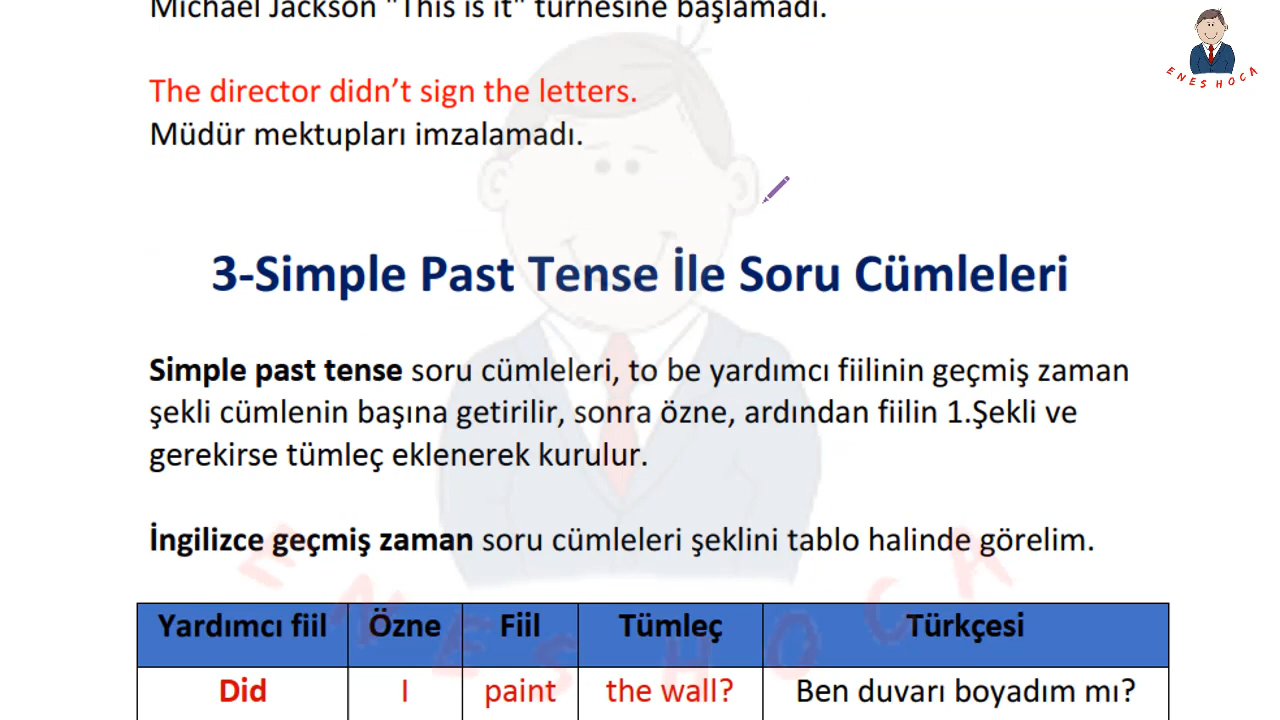 Michael Jackson "This is it" turnesine başlamadı.
The director didn’t sign the letters.
Müdür mektupları imzalamadı.
3-Simple Past Tense İle Soru Cümleleri
Simple past tense soru cümleleri, to be yardımcı fiilinin geçmiş zaman
şekli cümlenin başına getirilir, sonra özne, ardından fiilin 1.Şekli ve
gerekirse tümleç eklenerek kurulur.
İngilizce geçmiş zaman soru cümleleri şeklini tablo halinde görelim.
Yardımcı fiil Özne Fiil Tümleç Türkçesi
Did I paint the wall? Ben duvarı boyadım mı?
ENES HOCA
ENES HOCA